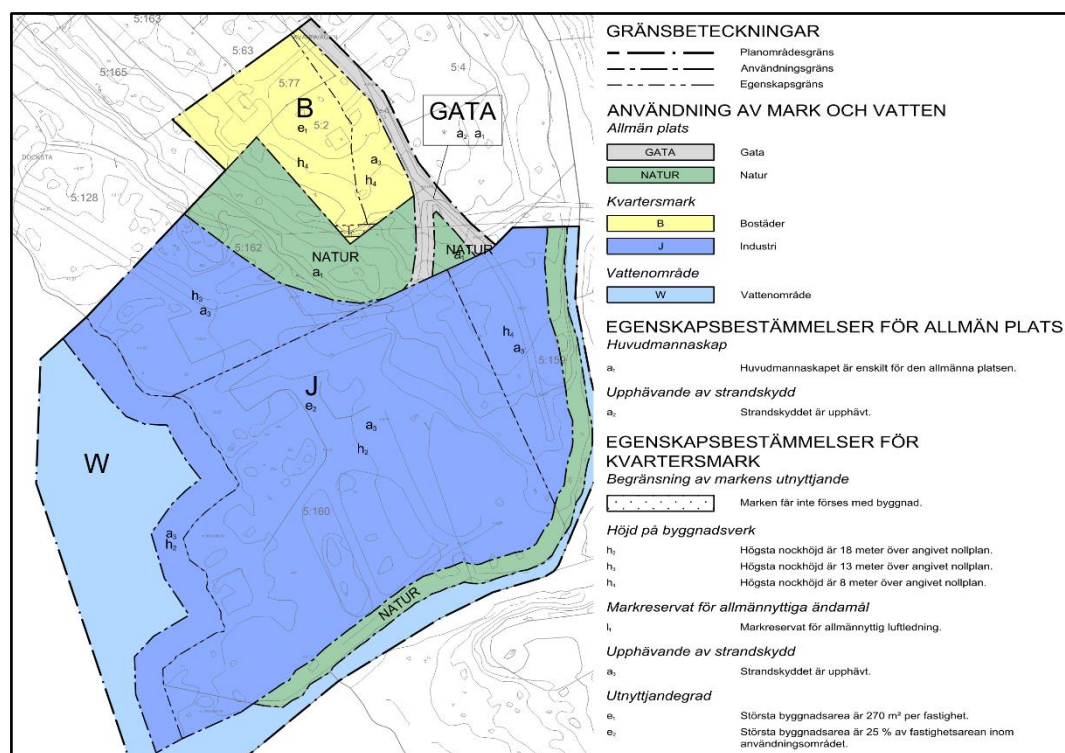 5:163
5:63
5:165
5:77
5:4
B
e₁
5:2
GATA
a₂ a₁
h₄
a₃
h₄
5:128
5:162
NATUR
a₁
NATUR
a₁
h₃
a₃
h₄
a₃
5:159
J
e₂
a₃
h₂
W
5:160
a₃
h₂
NATUR
GRÄNSBETECKNINGAR
Planområdesgräns
Användningsgräns
Egenskapsgräns
ANVÄNDNING AV MARK OCH VATTEN
Allmän plats
GATA Gata
NATUR Natur
Kvartersmark
B Bostäder
J Industri
Vattenområde
W Vattenområde
EGENSKAPSBESTÄMMELSER FÖR ALLMÄN PLATS
Huvudmannaskap
a₁ Huvudmannaskapet är enskilt för den allmänna platsen.
Upphävande av strandskydd
a₂ Strandskyddet är upphävt.
EGENSKAPSBESTÄMMELSER FÖR
KVARTERSMARK
Begränsning av markens utnyttjande
Marken får inte förses med byggnad.
Höjd på byggnadsverk
h₂ Högsta nockhöjd är 18 meter över angivet nollplan.
h₃ Högsta nockhöjd är 13 meter över angivet nollplan.
h₄ Högsta nockhöjd är 8 meter över angivet nollplan.
Markreservat för allmännyttiga ändamål
l₁ Markreservat för allmännyttig luftledning.
Upphävande av strandskydd
a₃ Strandskyddet är upphävt.
Utnyttjandegrad
e₁ Största byggnadsarea är 270 m² per fastighet.
e₂ Största byggnadsarea är 25 % av fastighetsarean inom
användningsområdet.